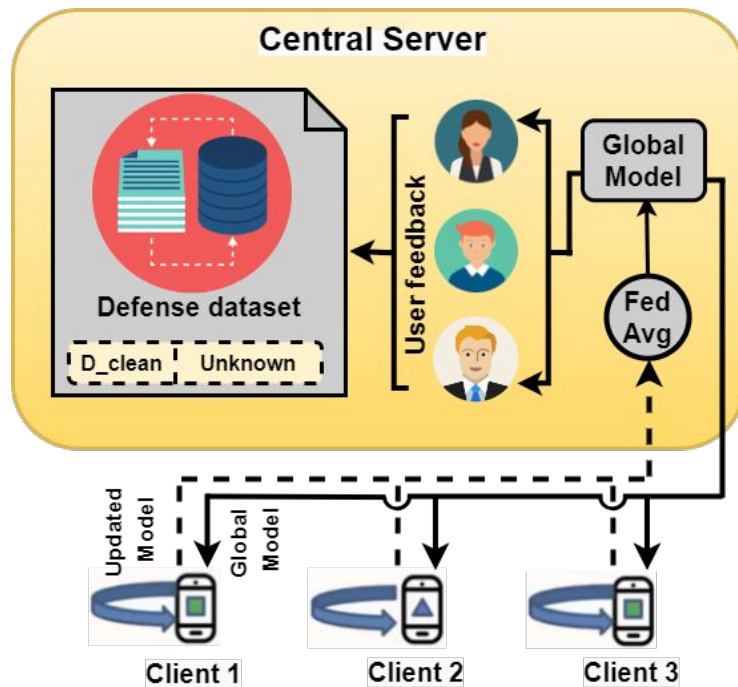 Central Server
Defense dataset
D_clean
Unknown
User feedback
Global
Model
Fed
Avg
Updated
Model
Global
Model
Client 1
Client 2
Client 3